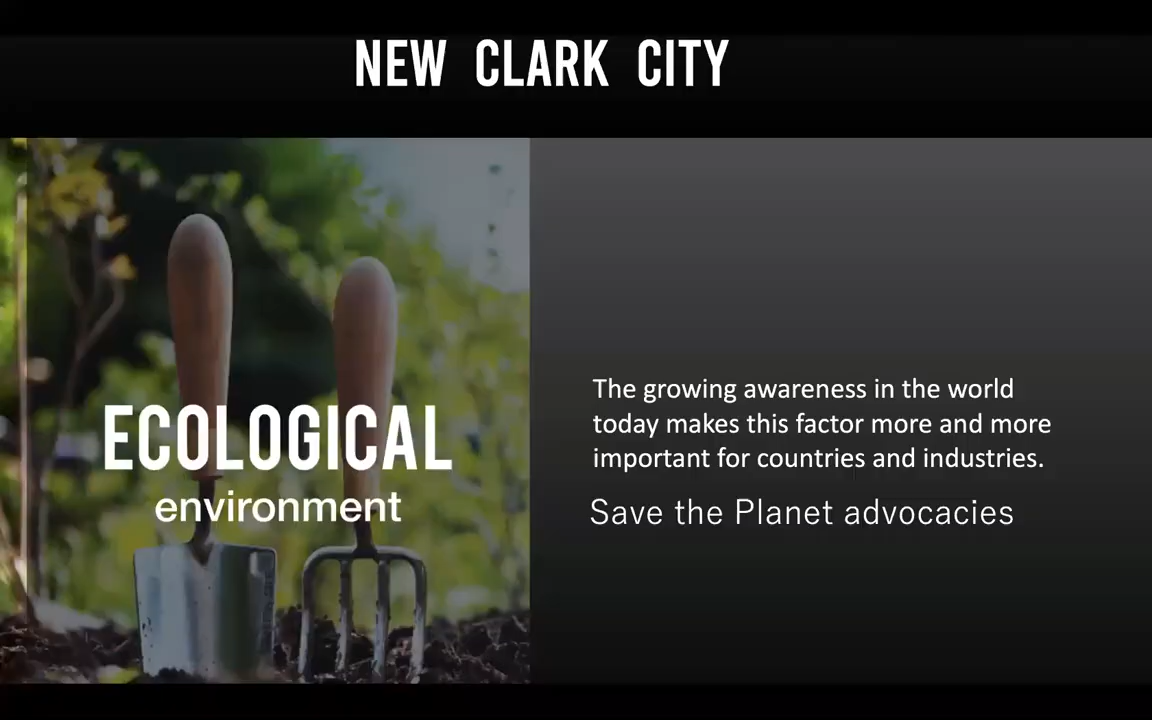 NEW CLARK CITY
ECOLOGICAL
environment
The growing awareness in the world
today makes this factor more and more
important for countries and industries.
Save the Planet advocacies